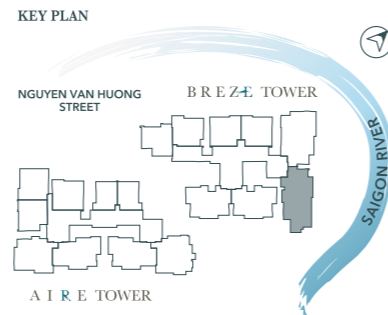 KEY PLAN
BREZE TOWER
NGUYEN VAN HUONG
STREET
SAIGON RIVER
AIRE TOWER